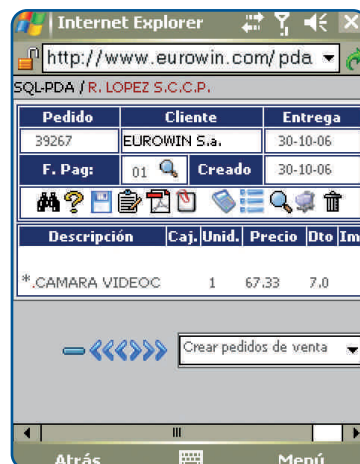 Internet Explorer
http://www.eurowin.com/pda
SQL-PDA / R. LOPEZ S.C.C.P.
Pedido Cliente Entrega
39267 EUROWIN S.a. 30-10-06
F. Pag: 01 Creado 30-10-06
Descripción Caj. Unid. Precio Dto Im
*.CAMARA VIDEOC 1 67.33 7.0
Crear pedidos de venta
Atrás Menú